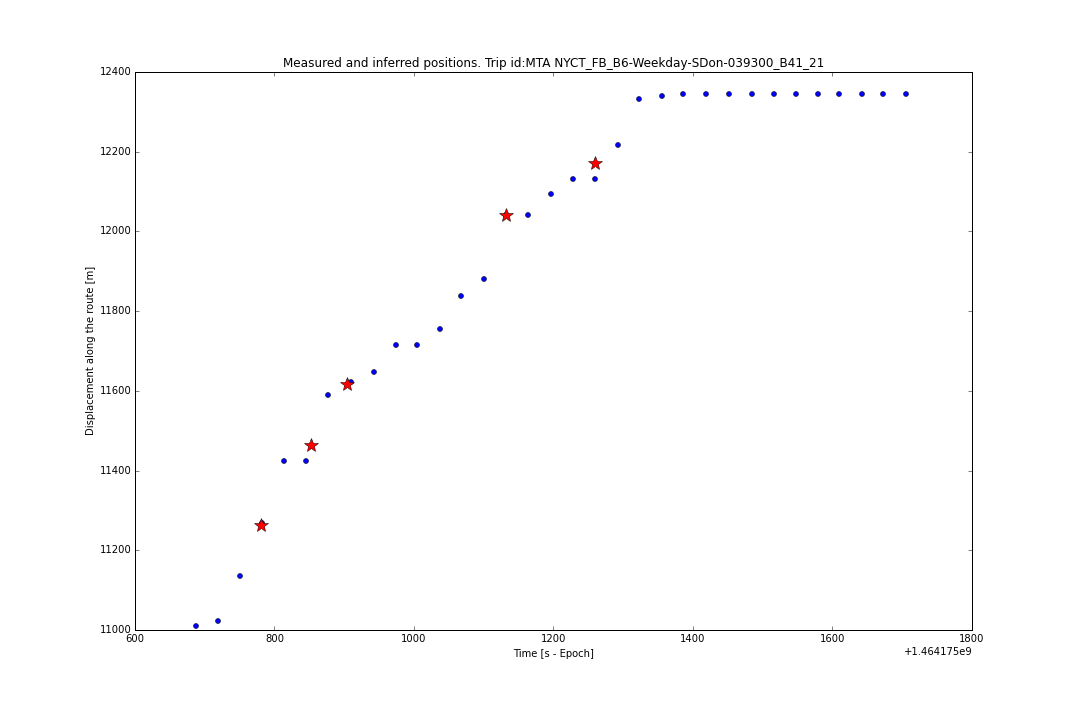 Measured and inferred positions. Trip id:MTA NYCT_FB_B6-Weekday-SDon-039300_B41_21
12400
12200
12000
11800
11600
11400
11200
11000
Displacement along the route [m]
600 800 1000 1200 1400 1600 1800
Time [s - Epoch]
+1.464175e9